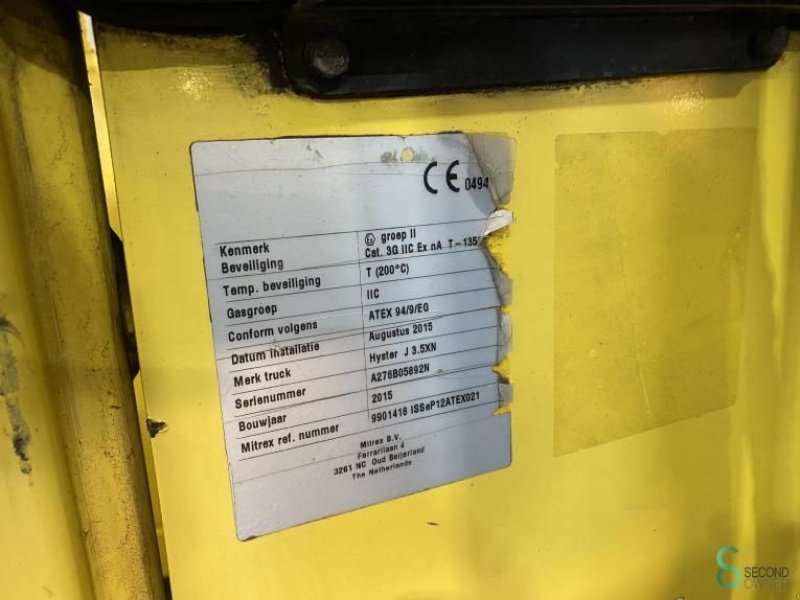 CE 0494
Kenmerk groep II
Beveiliging Cat. 3G IIC Ex nA T-135
Temp. beveiliging T (200°C)
Gasgroep IIC
Conform volgens ATEX 94/9/EG
Datum installatie Augustus 2015
Merk truck Hyster J 3.5XN
Serienummer A276B05892N
Bouwjaar 2015
Mitrex ref. nummer 9901416 ISSeP12ATEX021
Mitrex B.V.
Ferrarilaan 4
3261 NC Oud Beijerland
The Netherlands
SECOND
OWNER